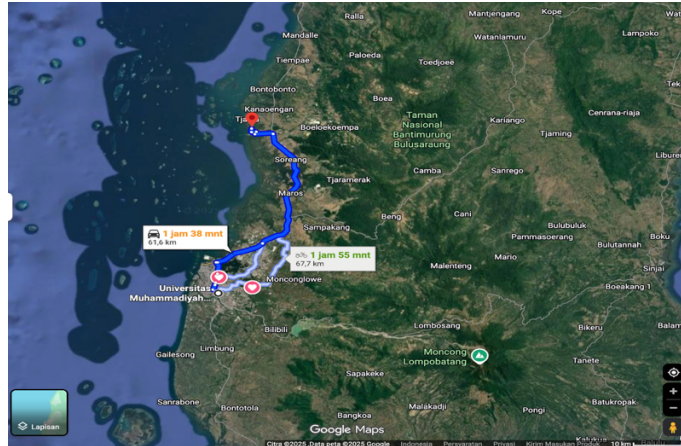 Mantjengang
Kope
Ralla
Mandalle
Watanlamuru
Lampoko
Tiempae
Paloeda
Toedjoeë
Bontobonto
Boea
Kanaoengan
Boeloekoempa
Taman
Nasional
Bantimurung
Bulusaraung
Kariango
Cenrana-riaja
Tjaming
Soreang
Tjaramerak
Camba
Sanrego
Maros
Beng
Cani
Sampakang
Bulubuluk
Boku
1 jam 38 mnt
61,6 km
Pammasoerang
Bulutannah
1 jam 55 mnt
67,7 km
Malenteng
Mario
Sinjai
Universitas
Muhammadiyah...
Monconglowe
Boeakang 1
Bilibili
Lombosang
Bikeru
Limbung
Gailesong
Moncong
Lompobatang
Tanete
Sapakeke
Sanrabone
Bontotola
Malakadji
Pongi
Batukropak
Lapisan
Bangkoa
Google Maps
Citra ©2025 ,Data peta ©2025 Google Indonesia Persyaratan Privasi Kirim Masukan Produk 10 km